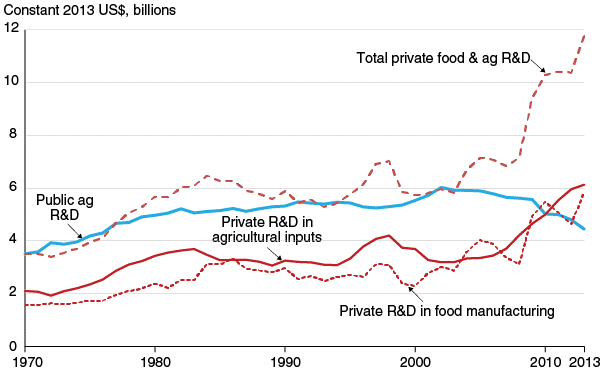 Constant 2013 US$, billions
12
Total private food & ag R&D
10
8
6
Public ag
R&D
Private R&D in
agricultural inputs
4
2
Private R&D in food manufacturing
0
1970 1980 1990 2000 2010 2013